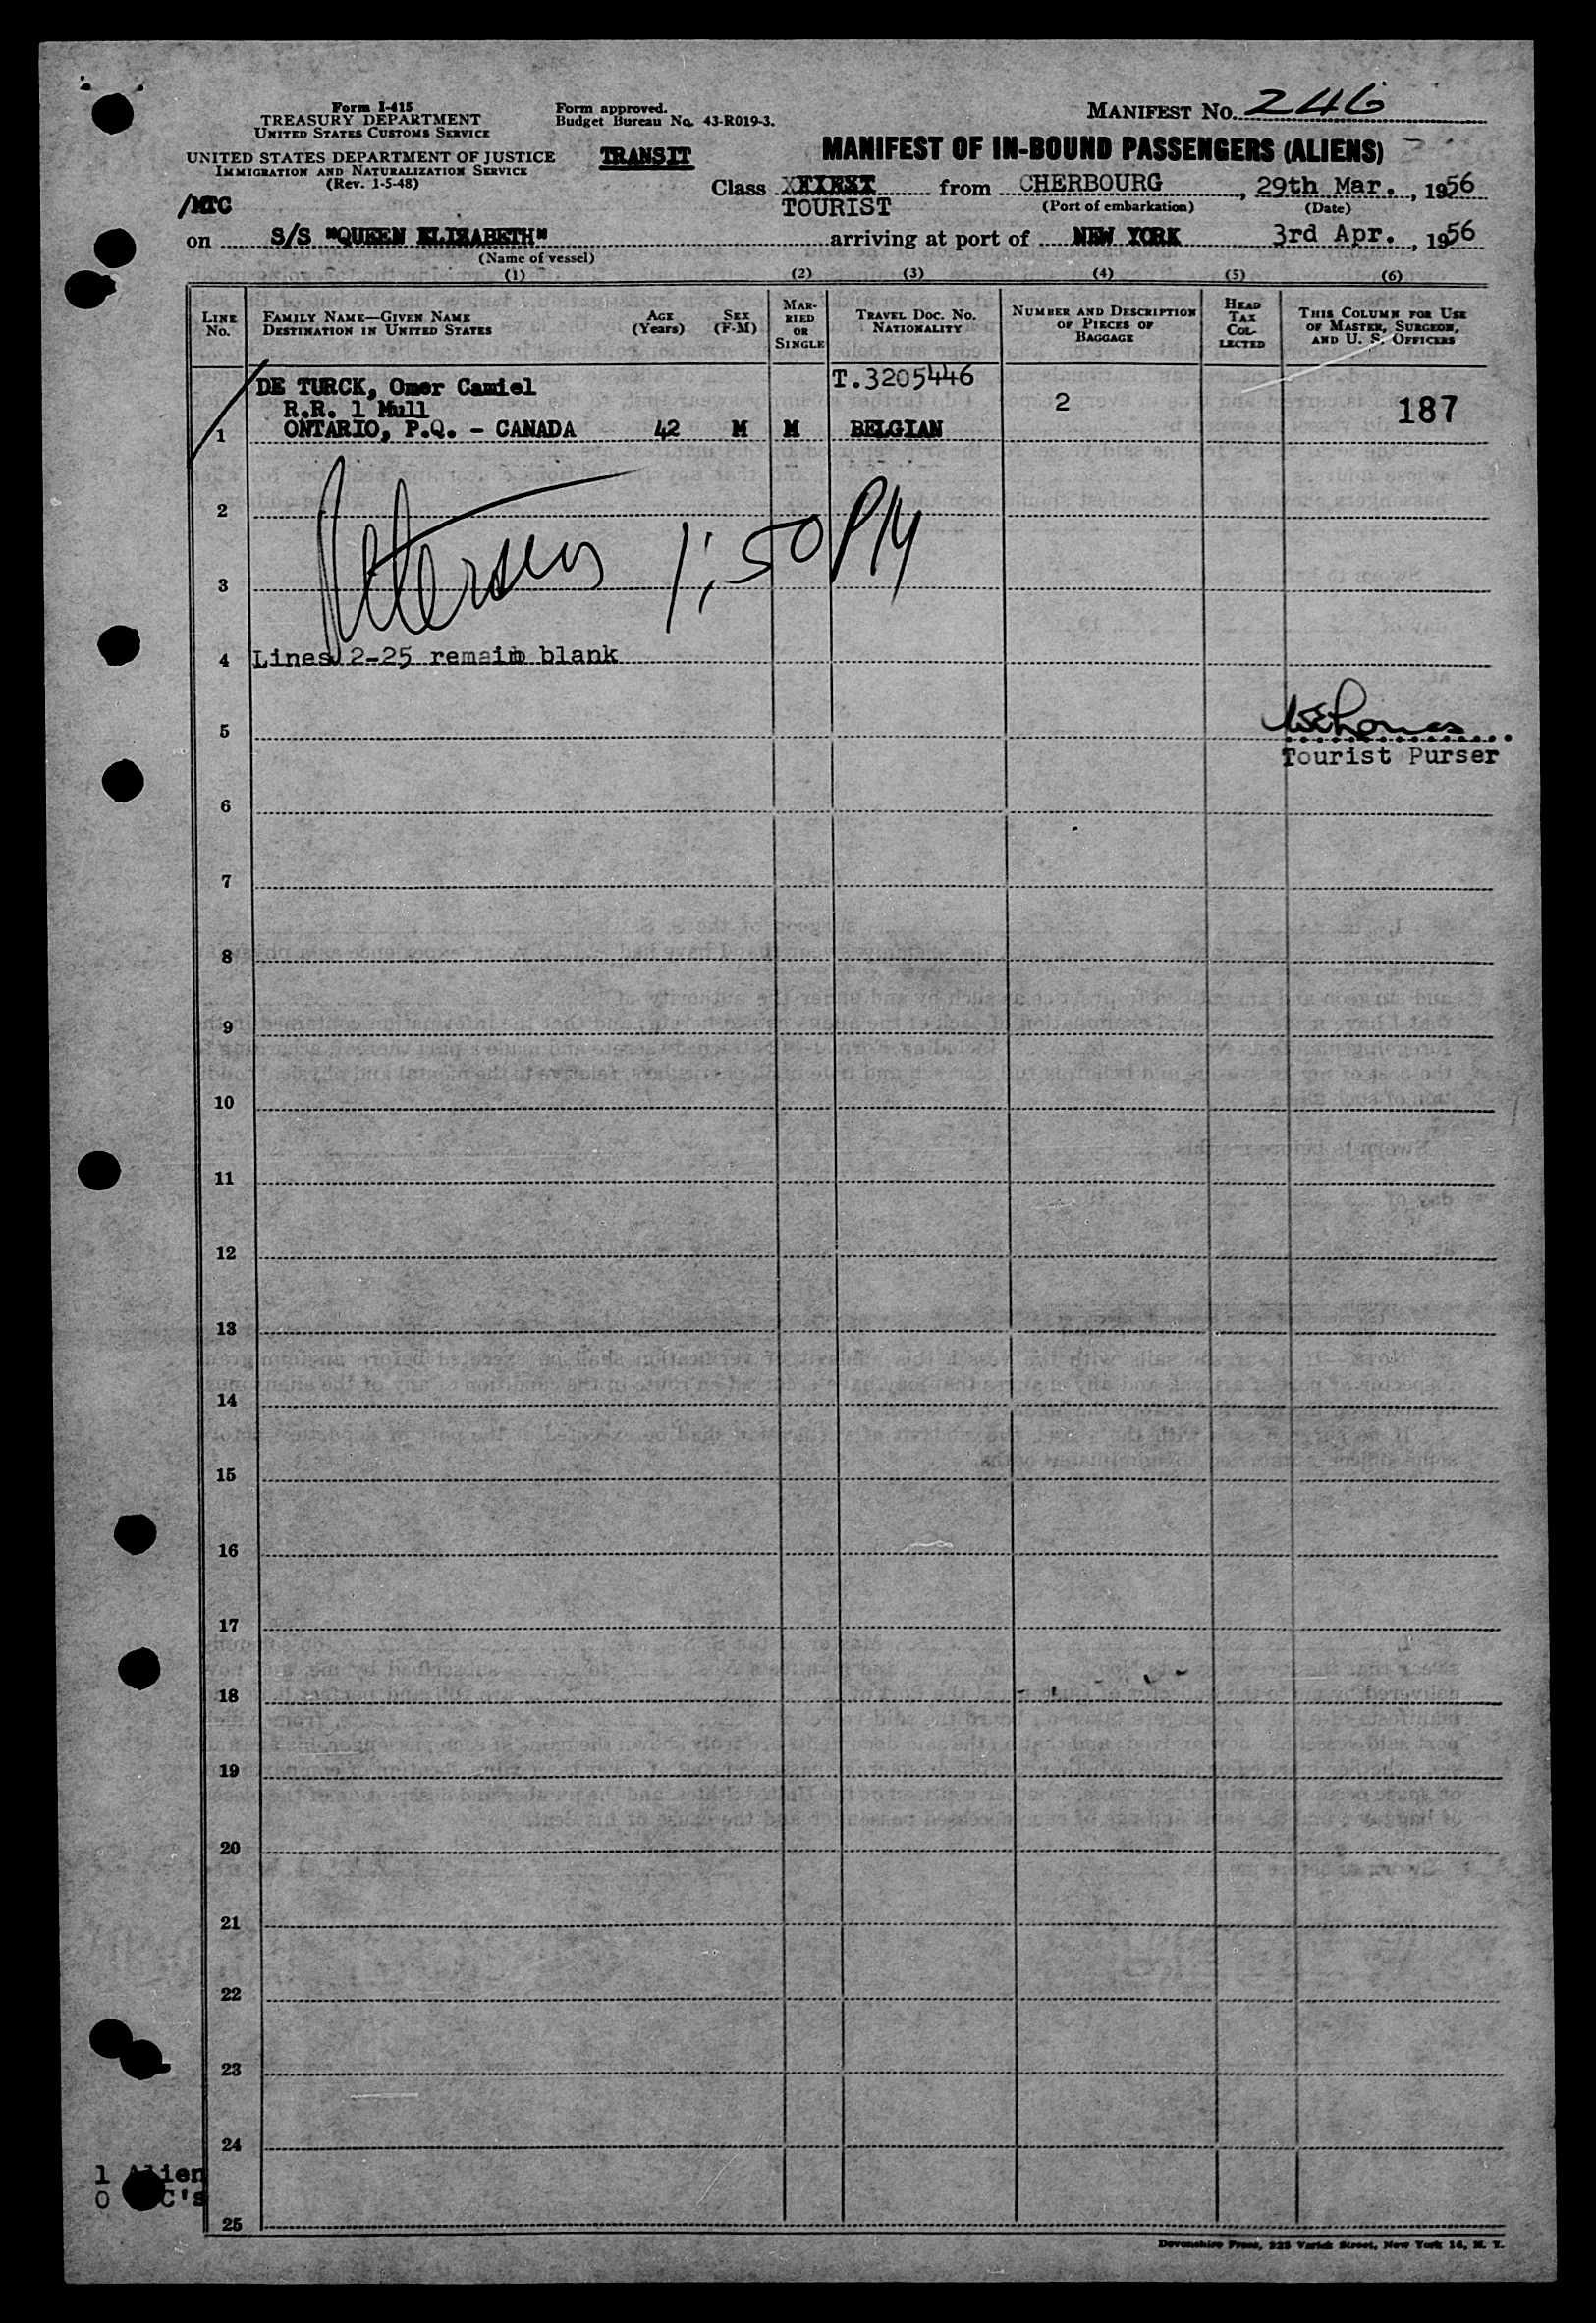 Form I-415
TREASURY DEPARTMENT
UNITED STATES CUSTOMS SERVICE
UNITED STATES DEPARTMENT OF JUSTICE
IMMIGRATION AND NATURALIZATION SERVICE
(Rev. 1-5-48)
Form approved.
Budget Bureau No. 43-R019-3.
TRANSIT
MANIFEST No. 246
MANIFEST OF IN-BOUND PASSENGERS (ALIENS)
Class TOURIST from CHERBOURG, 29th Mar., 1956
(Port of embarkation) (Date)
/MTC
on S/S "QUEEN ELIZABETH" arriving at port of NEW YORK 3rd Apr., 1956
(Name of vessel)
(1) (2) (3) (4) (5) (6)
LINE No.
FAMILY NAME—GIVEN NAME
DESTINATION IN UNITED STATES
AGE (Years)
SEX (F-M)
MARRIED OR SINGLE
TRAVEL DOC. No.
NATIONALITY
NUMBER AND DESCRIPTION OF PIECES OF BAGGAGE
HEAD TAX COLLECTED
THIS COLUMN FOR USE OF MASTER, SURGEON, AND U. S. OFFICERS
DE TURCK, Omer Camiel T.3205446
R.R. 1 Mull 2 187
1 ONTARIO, P.Q. - CANADA 42 M M BELGIAN
2
1:50 PM
3
4 Lines 2-25 remain blank
5
Tourist Purser
6
7
8
9
10
11
12
13
14
15
16
17
18
19
20
21
22
23
24
1 Alien
0 C's
25
Devonshire Press, 225 Varick Street, New York 14, N. Y.